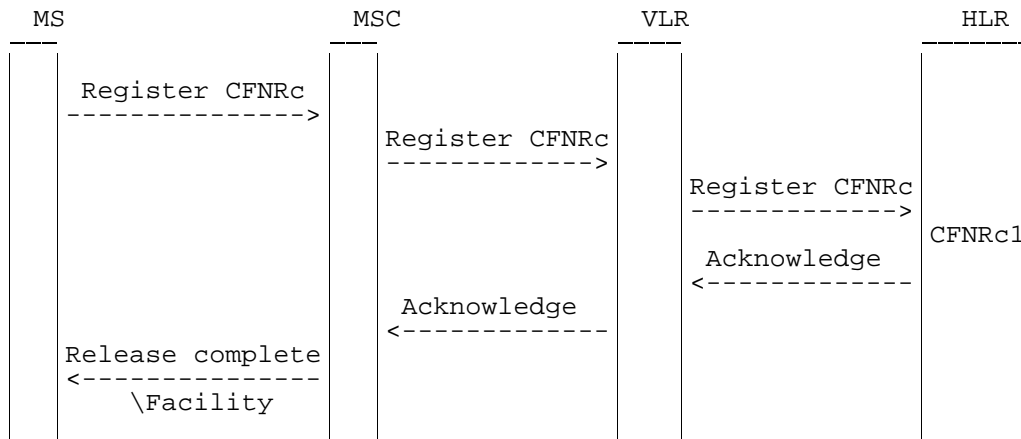 MS MSC VLR HLR
Register CFNRc
--------------->
Register CFNRc
------------->
Register CFNRc
------------->
CFNRc1
Acknowledge
<-------------
Acknowledge
<-------------
Release complete
<---------------
\Facility